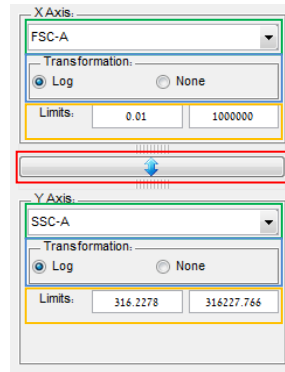 X Axis:
FSC-A
Transformation:
Log None
Limits: 0.01 1000000
Y Axis:
SSC-A
Transformation:
Log None
Limits: 316.2278 316227.766